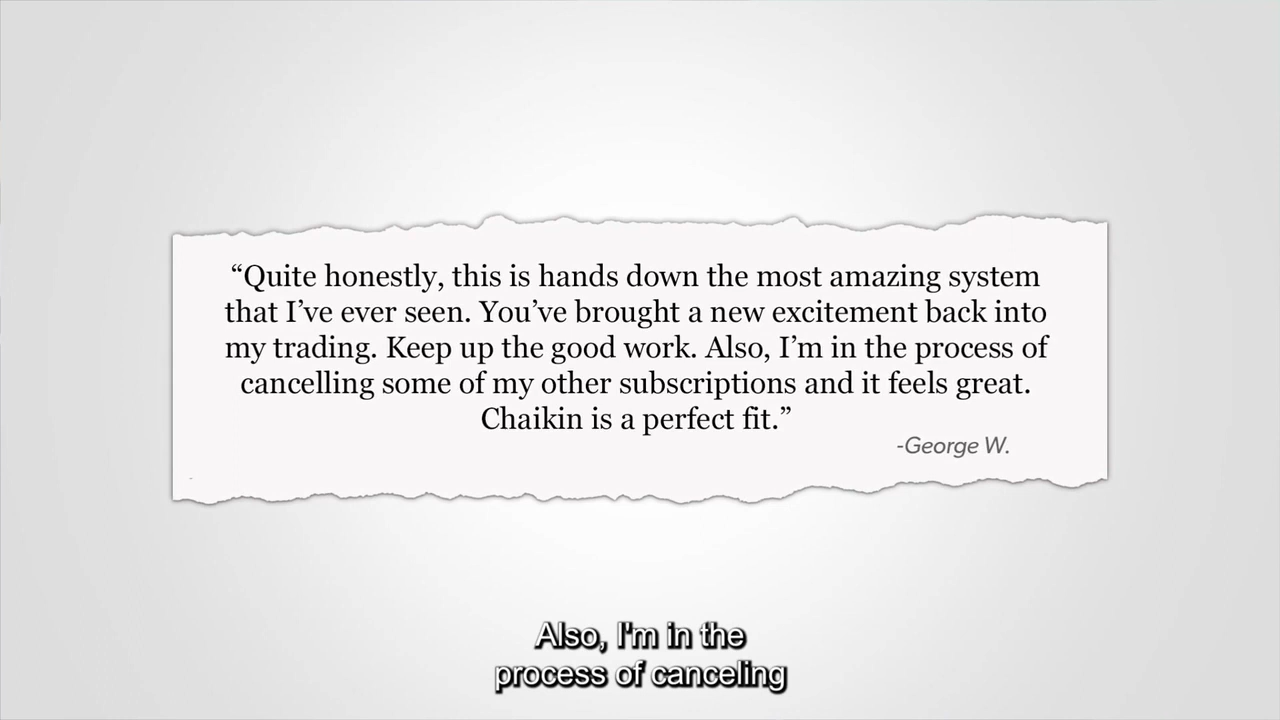 “Quite honestly, this is hands down the most amazing system
that I’ve ever seen. You’ve brought a new excitement back into
my trading. Keep up the good work. Also, I’m in the process of
cancelling some of my other subscriptions and it feels great.
Chaikin is a perfect fit.”
-George W.
Also, I'm in the
process of canceling